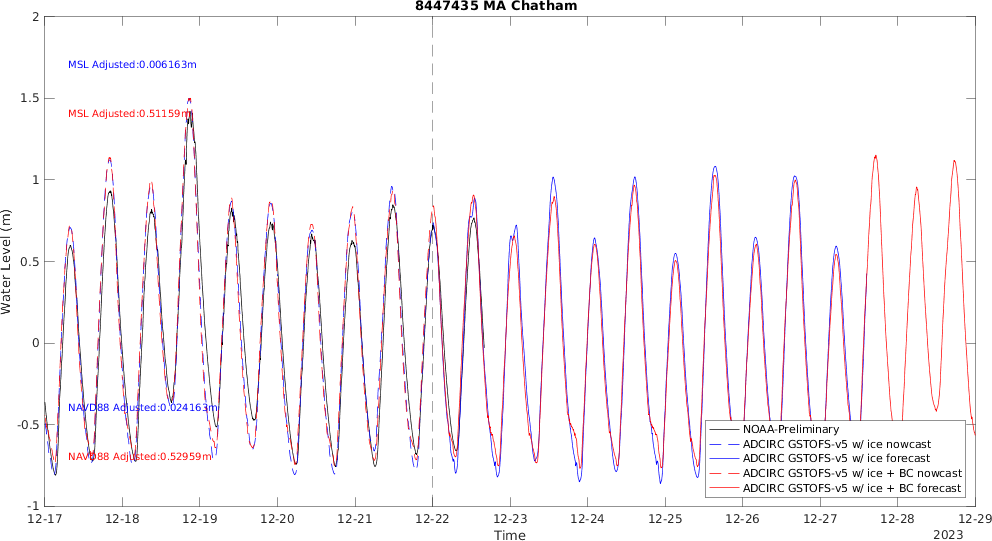 8447435 MA Chatham
2
1.5
1
0.5
0
-0.5
-1
Water Level (m)
MSL Adjusted:0.006163m
MSL Adjusted:0.51159m
NAVD88 Adjusted:0.024163m
NAVD88 Adjusted:0.52959m
NOAA-Preliminary
ADCIRC GSTOFS-v5 w/ ice nowcast
ADCIRC GSTOFS-v5 w/ ice forecast
ADCIRC GSTOFS-v5 w/ ice + BC nowcast
ADCIRC GSTOFS-v5 w/ ice + BC forecast
12-17 12-18 12-19 12-20 12-21 12-22 12-23 12-24 12-25 12-26 12-27 12-28 12-29
Time
2023